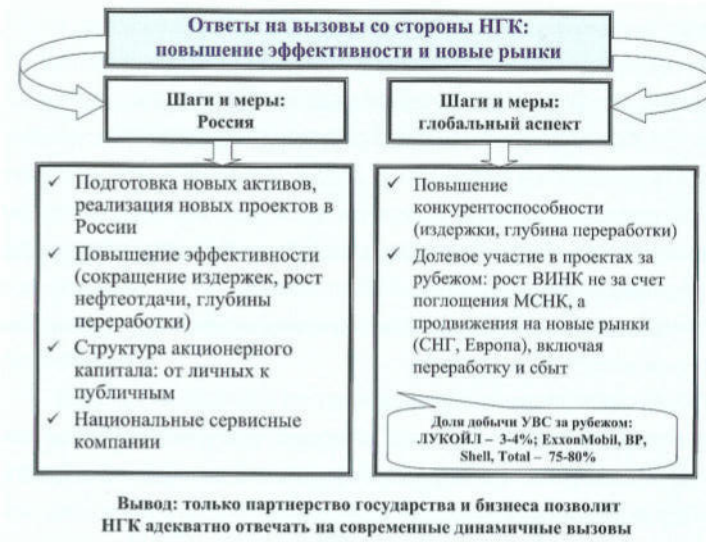 Ответы на вызовы со стороны НГК:
повышение эффективности и новые рынки
Шаги и меры:
Россия
✓ Подготовка новых активов,
реализация новых проектов в
России
✓ Повышение эффективности
(сокращение издержек, рост
нефтеотдачи, глубины
переработки)
✓ Структура акционерного
капитала: от личных к
публичным
✓ Национальные сервисные
компании
Шаги и меры:
глобальный аспект
✓ Повышение
конкурентоспособности
(издержки, глубина переработки)
✓ Долевое участие в проектах за
рубежом: рост ВИНК не за счет
поглощения МСНК, а
продвижения на новые рынки
(СНГ, Европа), включая
переработку и сбыт
Доля добычи УВС за рубежом:
ЛУКОЙЛ – 3-4%; ExxonMobil, BP,
Shell, Total – 75-80%
Вывод: только партнерство государства и бизнеса позволит
НГК адекватно отвечать на современные динамичные вызовы